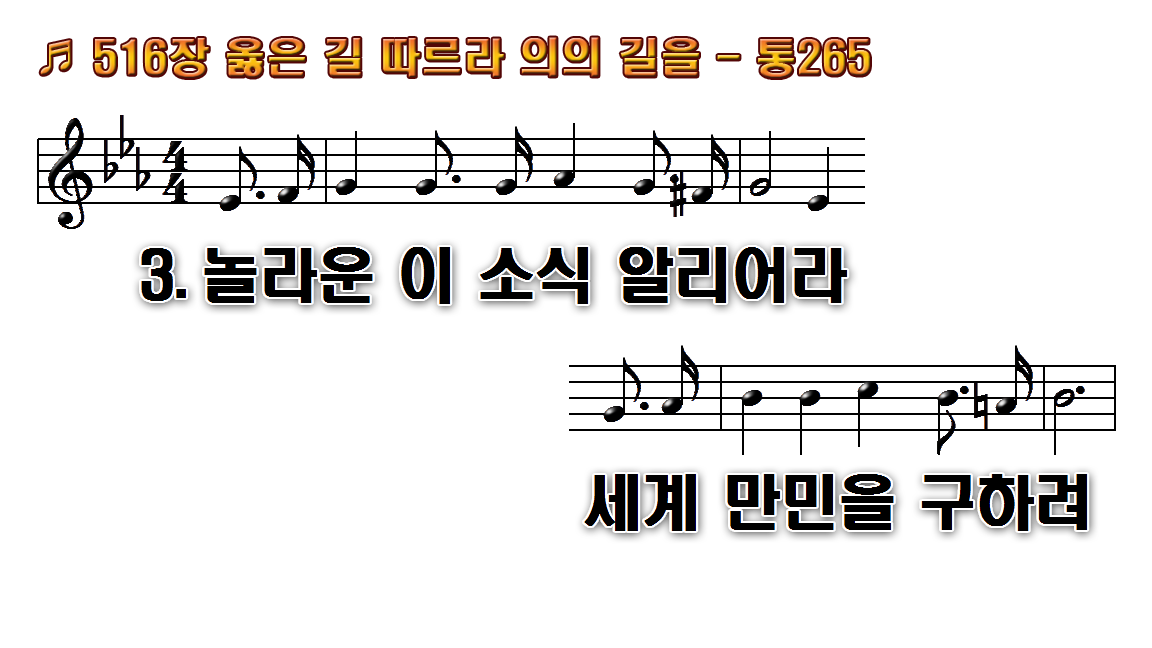 ♬ 516장 옳은 길 따르라 의의 길을 - 통265
3. 놀라운 이 소식 알리어라
세계 만민을 구하려